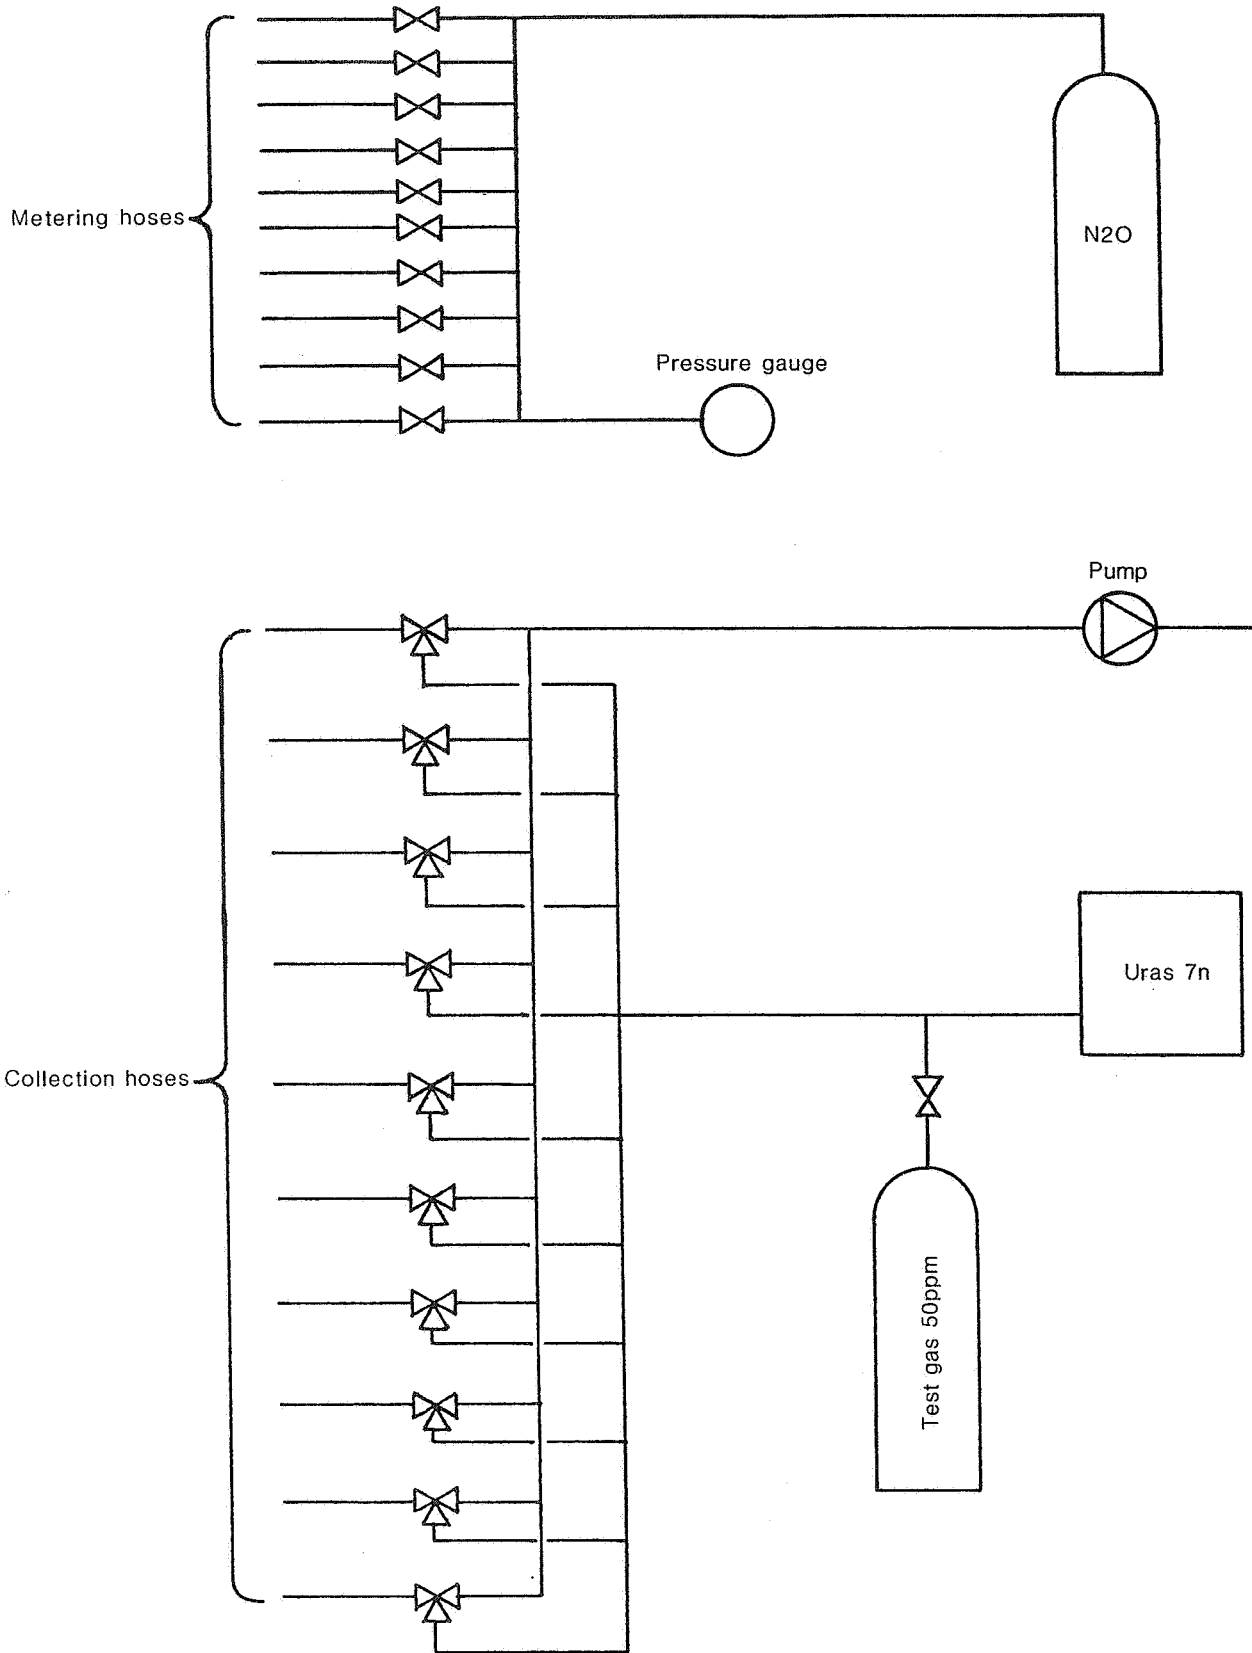 Metering hoses
N2O
Pressure gauge
Pump
Uras 7n
Collection hoses
Test gas 50ppm